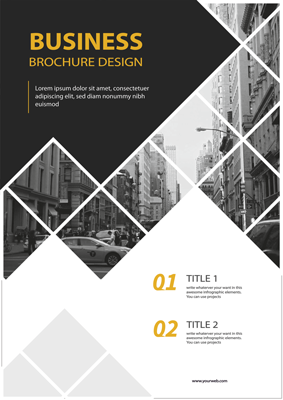 BUSINESS
BROCHURE DESIGN
Lorem ipsum dolor sit amet, consectetuer
adipiscing elit, sed diam nonummy nibh
euismod
01
TITLE 1
write whaterver your want in this
awesome infographic elements.
You can use projects
02
TITLE 2
write whaterver your want in this
awesome infographic elements.
You can use projects
www.yourweb.com